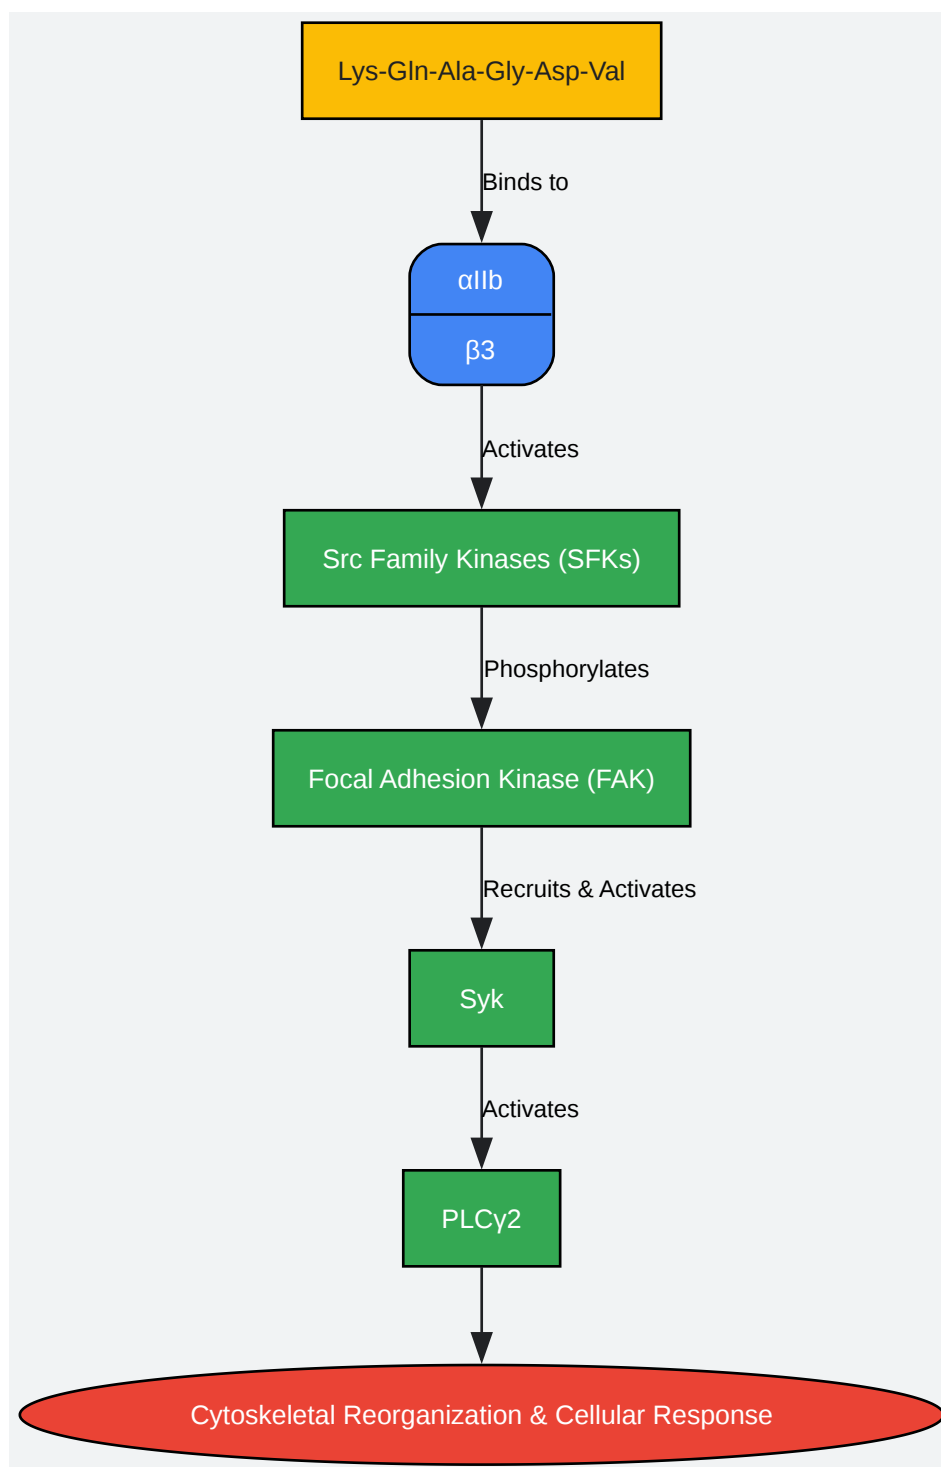 Lys-Gln-Ala-Gly-Asp-Val
Binds to
αIIb
β3
Activates
Src Family Kinases (SFKs)
Phosphorylates
Focal Adhesion Kinase (FAK)
Recruits & Activates
Syk
Activates
PLCγ2
Cytoskeletal Reorganization & Cellular Response